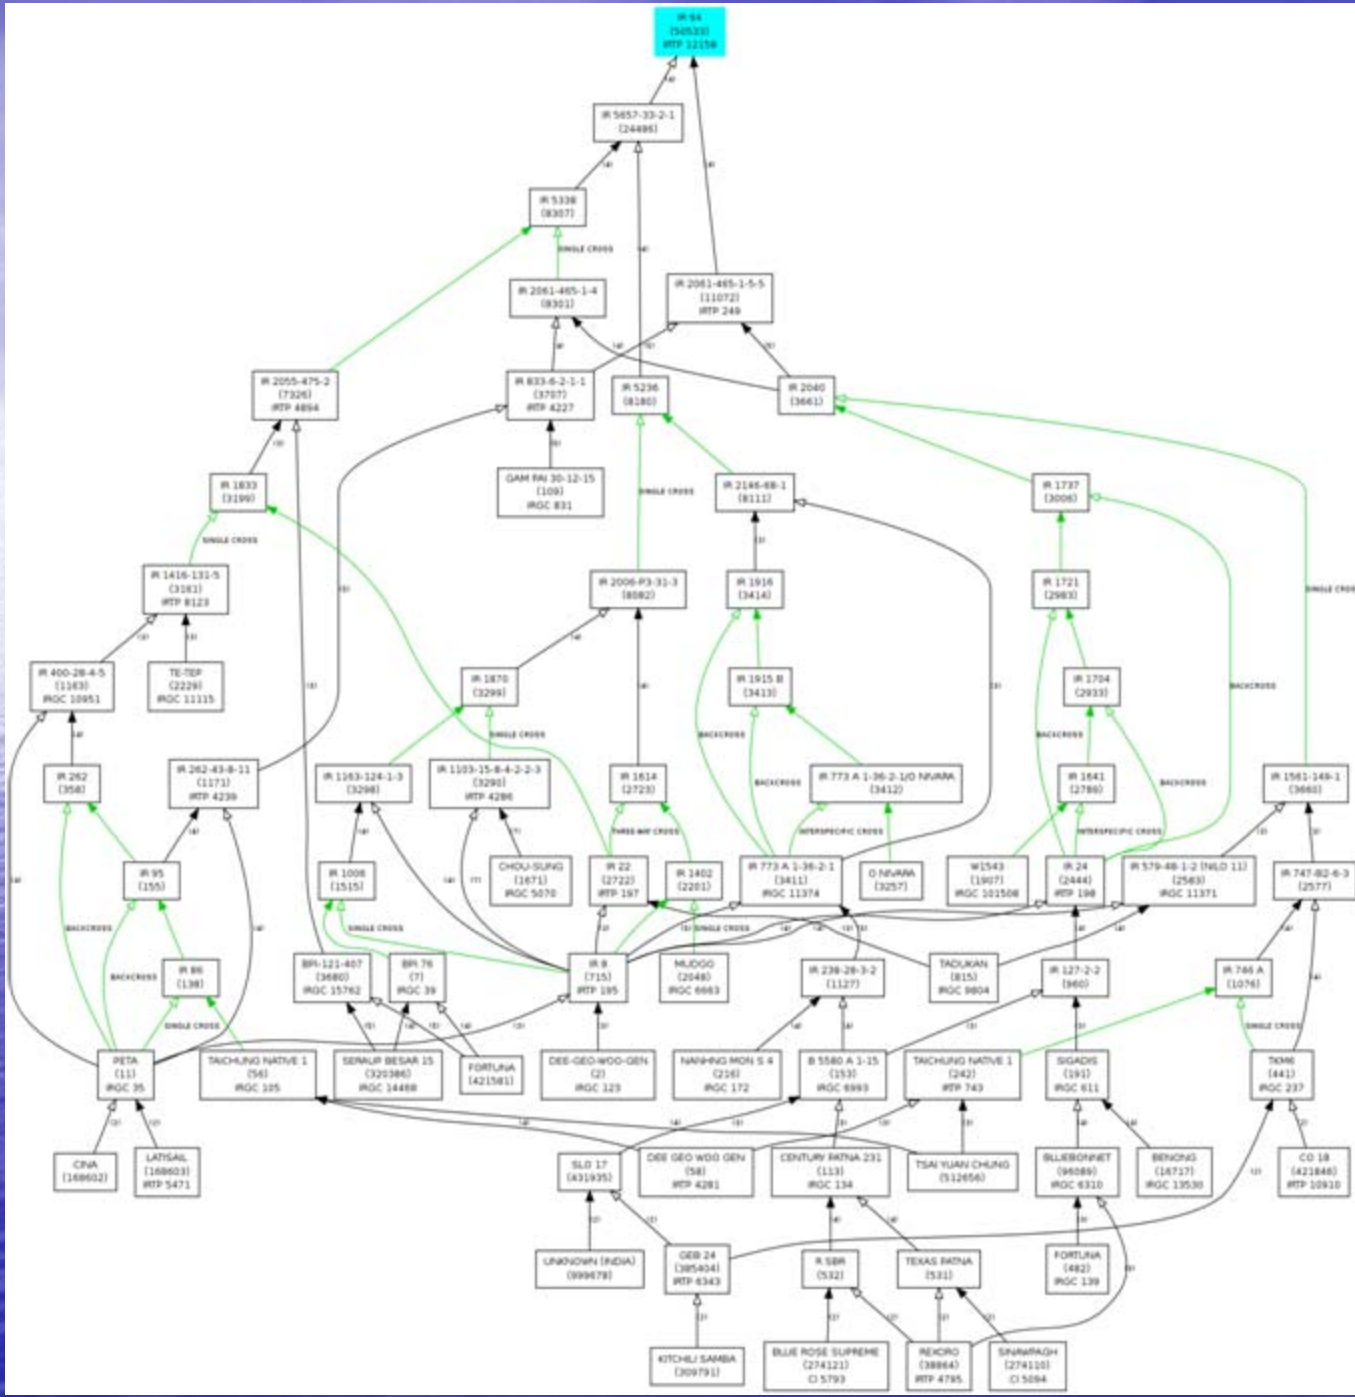 IR 64
(50533)
IRTP 12158
IR 5657-33-2-1
(24486)
IR 5338
(8307)
SINGLE CROSS
IR 2061-465-1-4
(8301)
IR 2061-465-1-5-5
(11072)
IRTP 249
IR 2055-475-2
(7326)
IRTP 4894
IR 833-6-2-1-1
(3707)
IRTP 4227
IR 5236
(8180)
IR 2040
(3661)
IR 1833
(3199)
GAM PAI 30-12-15
(109)
IRGC 831
SINGLE CROSS
IR 2146-68-1
(8111)
IR 1737
(3006)
SINGLE CROSS
IR 1416-131-5
(3161)
IRTP 8123
IR 2006-P3-31-3
(8082)
IR 1916
(3414)
IR 1721
(2983)
SINGLE CROSS
IR 400-28-4-5
(1163)
IRGC 10951
TE-TEP
(2229)
IRGC 11115
IR 1870
(3299)
IR 1915 B
(3413)
IR 1704
(2933)
BACKCROSS
SINGLE CROSS
BACKCROSS
BACKCROSS
IR 262
(358)
IR 262-43-8-11
(1171)
IRTP 4239
IR 1163-124-1-3
(3298)
IR 1103-15-8-4-2-2-3
(3290)
IRTP 4286
IR 1614
(2723)
BACKCROSS
IR 773 A 1-36-2-1/O NIVARA
(3412)
IR 1641
(2786)
BACKCROSS
IR 1561-149-1
(3660)
THREE-WAY CROSS
INTERSPECIFIC CROSS
INTERSPECIFIC CROSS
IR 95
(155)
IR 1006
(1515)
CHOU-SUNG
(1671)
IRGC 5070
IR 22
(2722)
IRTP 197
IR 1402
(2201)
IR 773 A 1-36-2-1
(3411)
IRGC 11374
O NIVARA
(3257)
W1543
(1907)
IRGC 101508
IR 24
(2444)
IRTP 198
IR 579-48-1-2 (NILO 11)
(2583)
IRGC 11371
IR 747-B2-6-3
(2577)
BACKCROSS
SINGLE CROSS
SINGLE CROSS
BACKCROSS
IR 86
(138)
BPI-121-407
(3680)
IRGC 15762
BPI 76
(7)
IRGC 39
IR 8
(715)
IRTP 195
MUDGO
(2048)
IRGC 6663
IR 238-28-3-2
(1127)
TADUKAN
(815)
IRGC 9804
IR 127-2-2
(960)
IR 746 A
(1076)
SINGLE CROSS
SINGLE CROSS
PETA
(11)
IRGC 35
TAICHUNG NATIVE 1
(56)
IRGC 105
SERAUP BESAR 15
(320386)
IRGC 14468
FORTUNA
(421581)
DEE-GEO-WOO-GEN
(2)
IRGC 123
NANHNG MON S 4
(216)
IRGC 172
B 5580 A 1-15
(153)
IRGC 6993
TAICHUNG NATIVE 1
(242)
IRTP 743
SIGADIS
(191)
IRGC 611
TKM6
(441)
IRGC 237
CINA
(168602)
LATISAIL
(168603)
IRTP 5471
SLO 17
(431935)
DEE GEO WOO GEN
(58)
IRTP 4281
CENTURY PATNA 231
(113)
IRGC 134
TSAI YUAN CHUNG
(512656)
BLUEBONNET
(96089)
IRGC 6310
BENONG
(16717)
IRGC 13530
CO 18
(421846)
IRTP 10910
UNKNOWN (INDIA)
(999678)
GEB 24
(385404)
IRTP 6343
R SBR
(532)
TEXAS PATNA
(531)
FORTUNA
(482)
IRGC 139
KITCHILI SAMBA
(309791)
BLUE ROSE SUPREME
(274121)
CI 5793
REXORO
(38864)
IRTP 4795
SINAWPAGH
(274110)
CI 5094